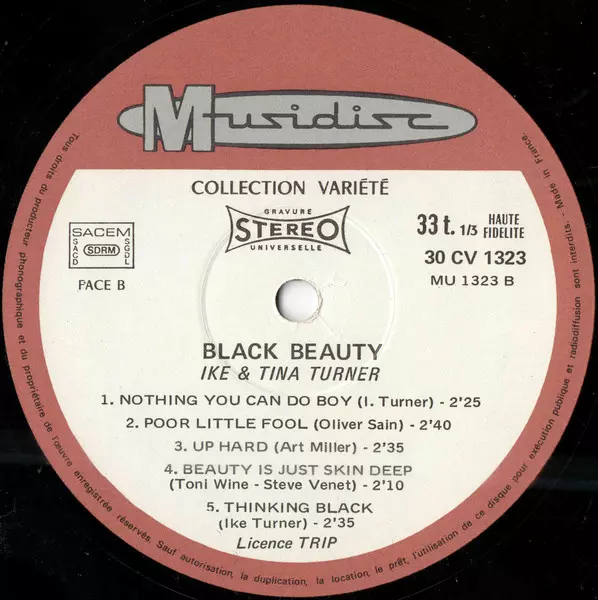 Musidisc
COLLECTION VARIÉTÉ
GRAVURE
STEREO
UNIVERSELLE
SACEM
SACD
SDRM
SGDL
PACE B
33 t. 1/3
HAUTE
FIDELITE
30 CV 1323
MU 1323 B
BLACK BEAUTY
IKE & TINA TURNER
1. NOTHING YOU CAN DO BOY (I. Turner) - 2'25
2. POOR LITTLE FOOL (Oliver Sain) - 2'40
3. UP HARD (Art Miller) - 2'35
4. BEAUTY IS JUST SKIN DEEP
(Toni Wine - Steve Venet) - 2'10
5. THINKING BLACK
(Ike Turner) - 2'35
Licence TRIP
Tous droits du producteur phonographique et du propriétaire de l'œuvre enregistrée réservés. Sauf autorisation, la duplication, la location, le prêt, l'utilisation de ce disque pour exécution publique et radiodiffusion sont interdits. - Made in France.